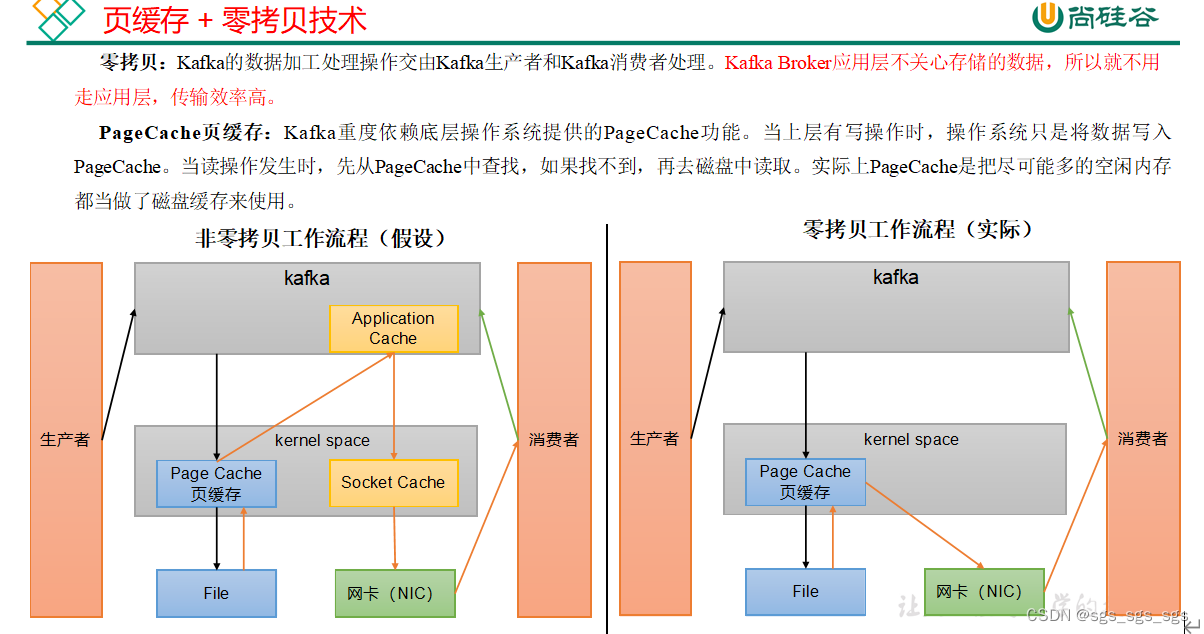 页缓存 + 零拷贝技术
尚硅谷
零拷贝：Kafka的数据加工处理操作交由Kafka生产者和Kafka消费者处理。Kafka Broker应用层不关心存储的数据，所以就不用
走应用层，传输效率高。
PageCache页缓存：Kafka重度依赖底层操作系统提供的PageCache功能。当上层有写操作时，操作系统只是将数据写入
PageCache。当读操作发生时，先从PageCache中查找，如果找不到，再去磁盘中读取。实际上PageCache是把尽可能多的空闲内存
都当做了磁盘缓存来使用。
非零拷贝工作流程（假设）
kafka
Application
Cache
生产者
消费者
kernel space
Page Cache
页缓存
Socket Cache
File
网卡（NIC）
零拷贝工作流程（实际）
kafka
生产者
消费者
kernel space
Page Cache
页缓存
File
网卡（NIC）
CSDN @sgs_sgs_sgs